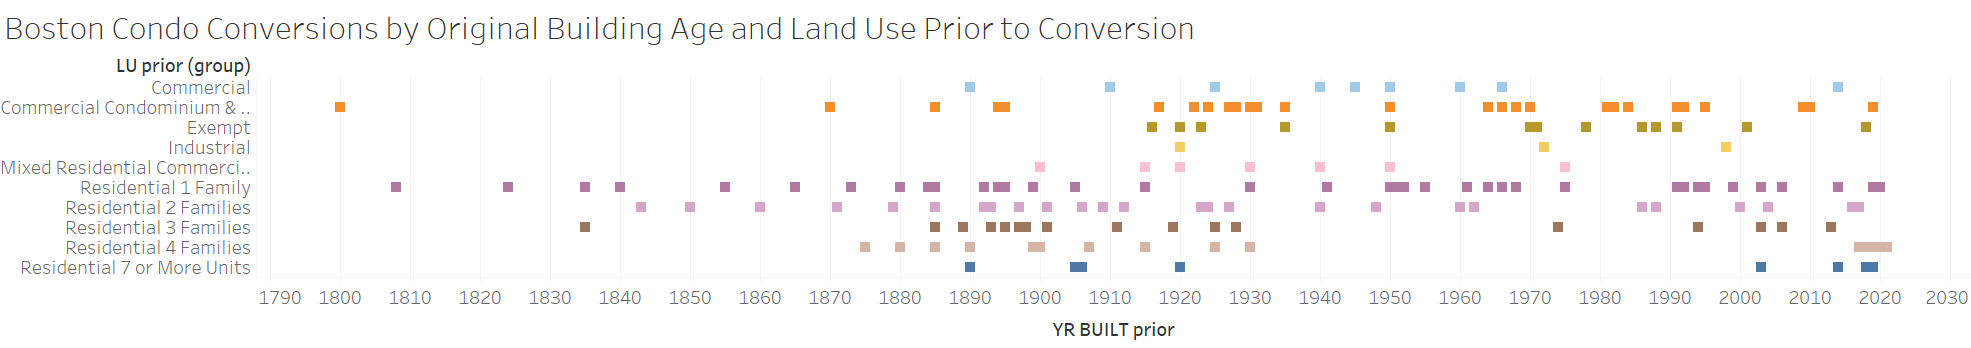 Boston Condo Conversions by Original Building Age and Land Use Prior to Conversion
LU prior (group)
Commercial
Commercial Condominium & ..
Exempt
Industrial
Mixed Residential Commerci..
Residential 1 Family
Residential 2 Families
Residential 3 Families
Residential 4 Families
Residential 7 or More Units
1790 1800 1810 1820 1830 1840 1850 1860 1870 1880 1890 1900 1910 1920 1930 1940 1950 1960 1970 1980 1990 2000 2010 2020 2030
YR BUILT prior